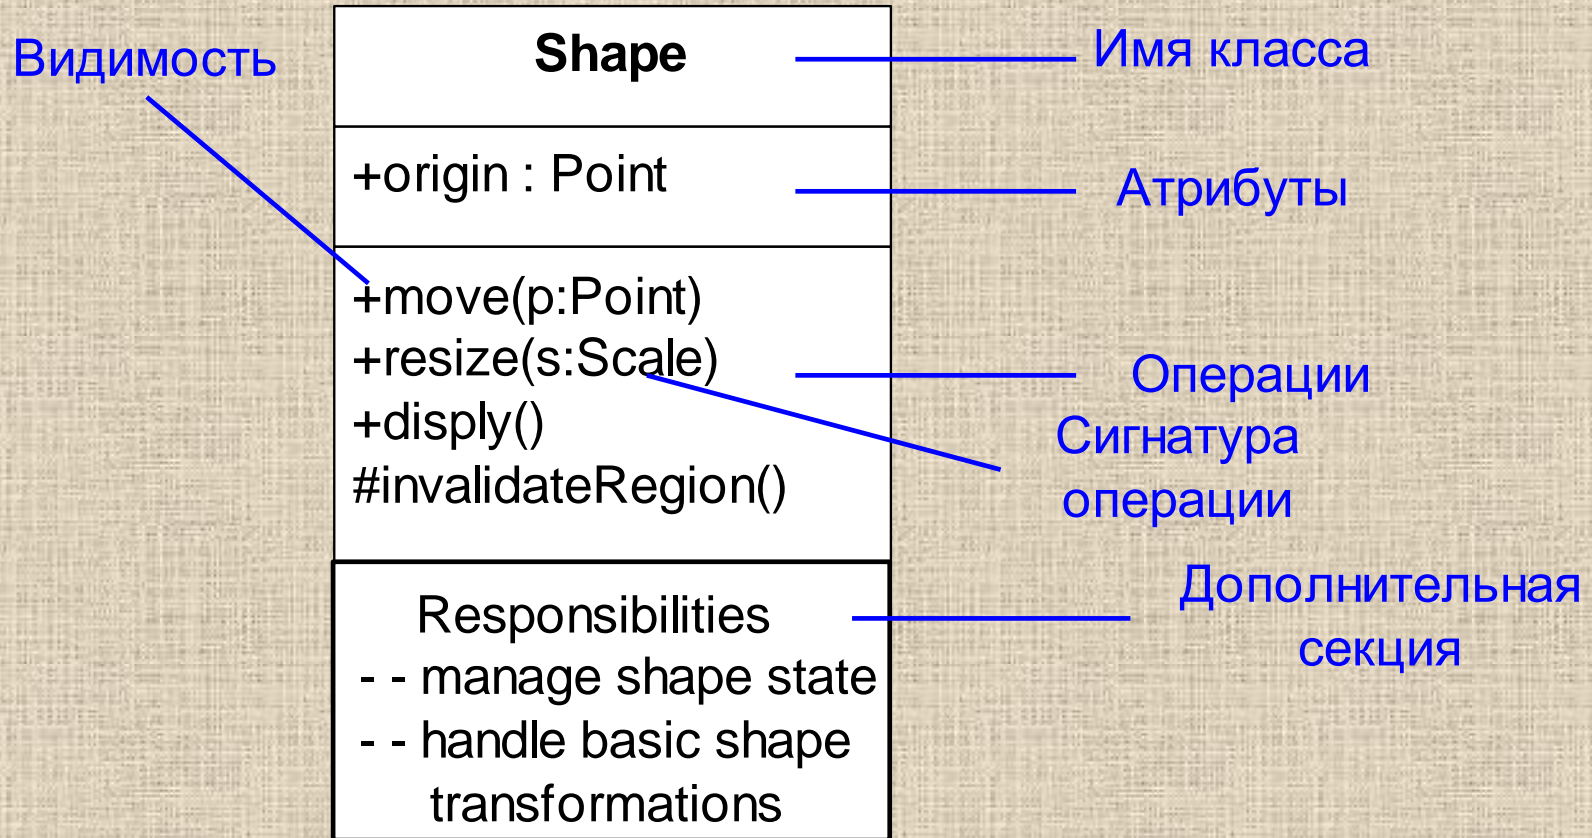 Видимость
Shape
Имя класса
+origin : Point
Атрибуты
+move(p:Point)
+resize(s:Scale)
+disply()
#invalidateRegion()
Операции
Сигнатура
операции
Responsibilities
- - manage shape state
- - handle basic shape
transformations
Дополнительная
секция